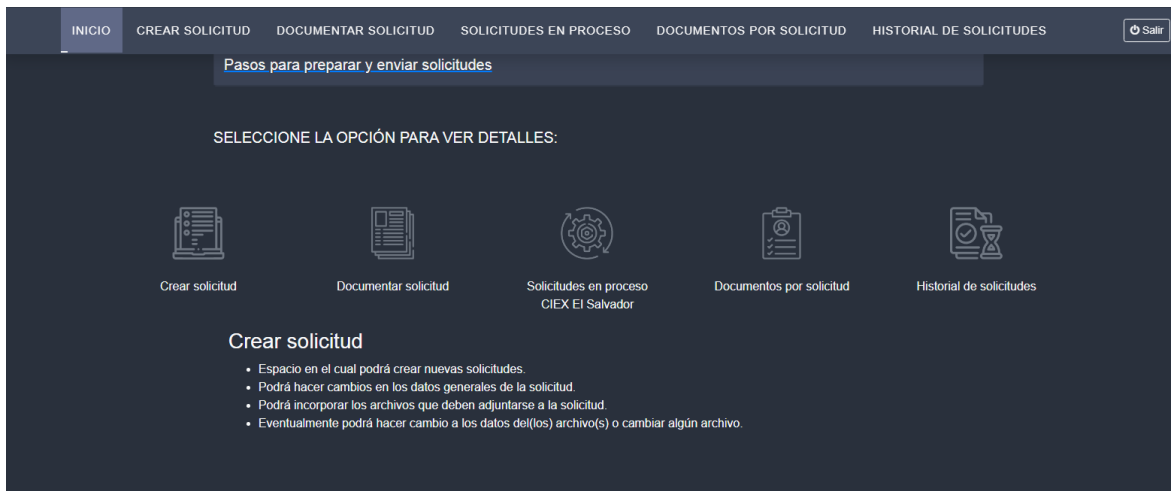 INICIO CREAR SOLICITUD DOCUMENTAR SOLICITUD SOLICITUDES EN PROCESO DOCUMENTOS POR SOLICITUD HISTORIAL DE SOLICITUDES Salir
Pasos para preparar y enviar solicitudes
SELECCIONE LA OPCIÓN PARA VER DETALLES:
Crear solicitud
Documentar solicitud
Solicitudes en proceso
CIEX El Salvador
Documentos por solicitud
Historial de solicitudes
Crear solicitud
• Espacio en el cual podrá crear nuevas solicitudes.
• Podrá hacer cambios en los datos generales de la solicitud.
• Podrá incorporar los archivos que deben adjuntarse a la solicitud.
• Eventualmente podrá hacer cambio a los datos del(los) archivo(s) o cambiar algún archivo.